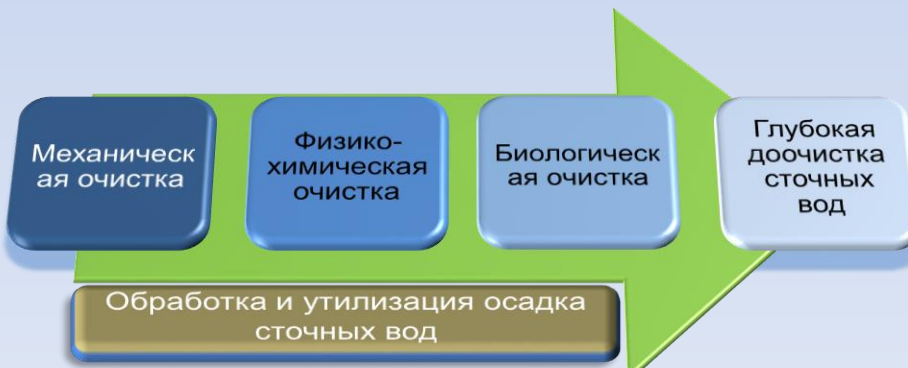 Механическ
ая очистка
Физико-
химическая
очистка
Биологическ
ая очистка
Глубокая
доочистка
сточных
вод
Обработка и утилизация осадка
сточных вод